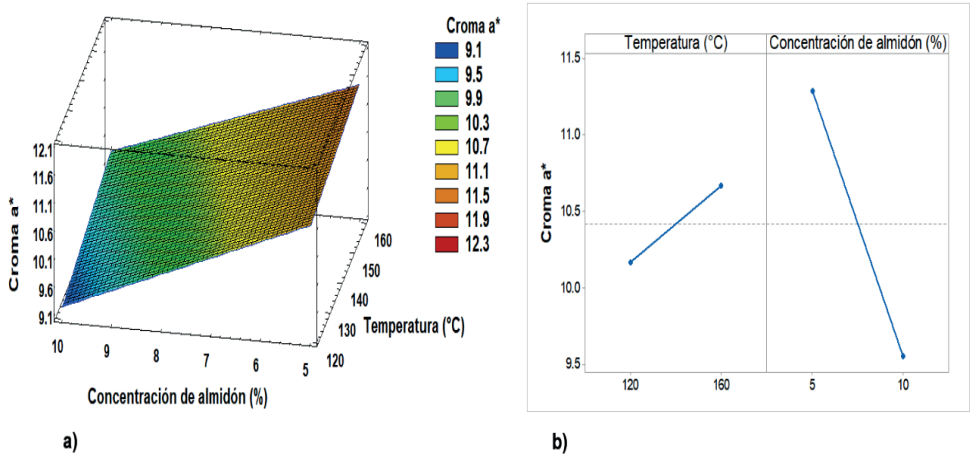 Croma a*
9.1
9.5
9.9
10.3
10.7
11.1
11.5
11.9
12.3
12.1
11.6
11.1
10.6
10.1
9.6
9.1
Croma a*
10 9 8 7 6 5
Concentración de almidón (%)
120 130 140 150 160
Temperatura (°C)
a)
Temperatura (°C) Concentración de almidón (%)
11.5
11.0
10.5
10.0
9.5
Croma a*
120 160 5 10
b)